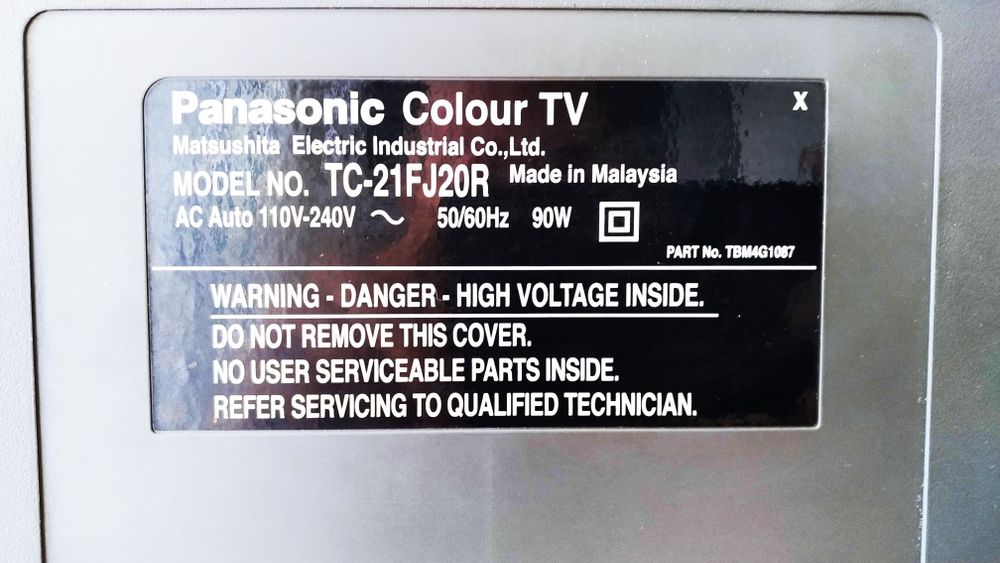 Panasonic Colour TV X
Matsushita Electric Industrial Co.,Ltd.
MODEL NO. TC-21FJ20R Made in Malaysia
AC Auto 110V-240V ~ 50/60Hz 90W
PART No. TBM4G1087
WARNING - DANGER - HIGH VOLTAGE INSIDE.
DO NOT REMOVE THIS COVER.
NO USER SERVICEABLE PARTS INSIDE.
REFER SERVICING TO QUALIFIED TECHNICIAN.